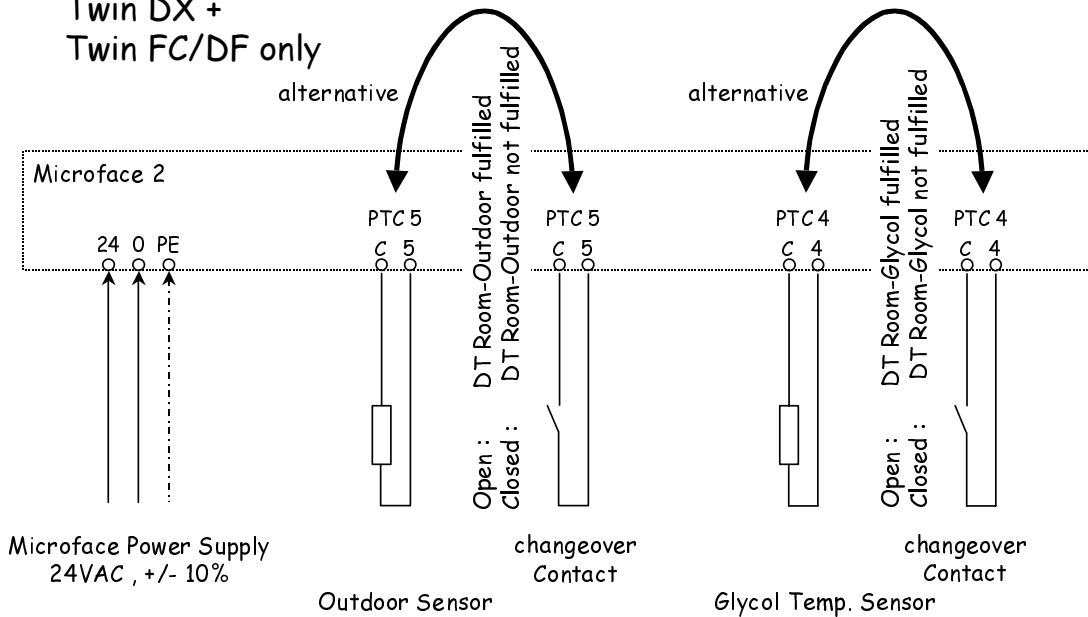 Twin DX +
Twin FC/DF only
alternative
alternative
Microface 2
24 0 PE
PTC 5
C 5
Open : DT Room-Outdoor fulfilled
Closed : DT Room-Outdoor not fulfilled
PTC 5
C 5
PTC 4
C 4
Open : DT Room-Glycol fulfilled
Closed : DT Room-Glycol not fulfilled
PTC 4
C 4
Microface Power Supply
24VAC , +/- 10%
changeover
Contact
Outdoor Sensor
changeover
Contact
Glycol Temp. Sensor